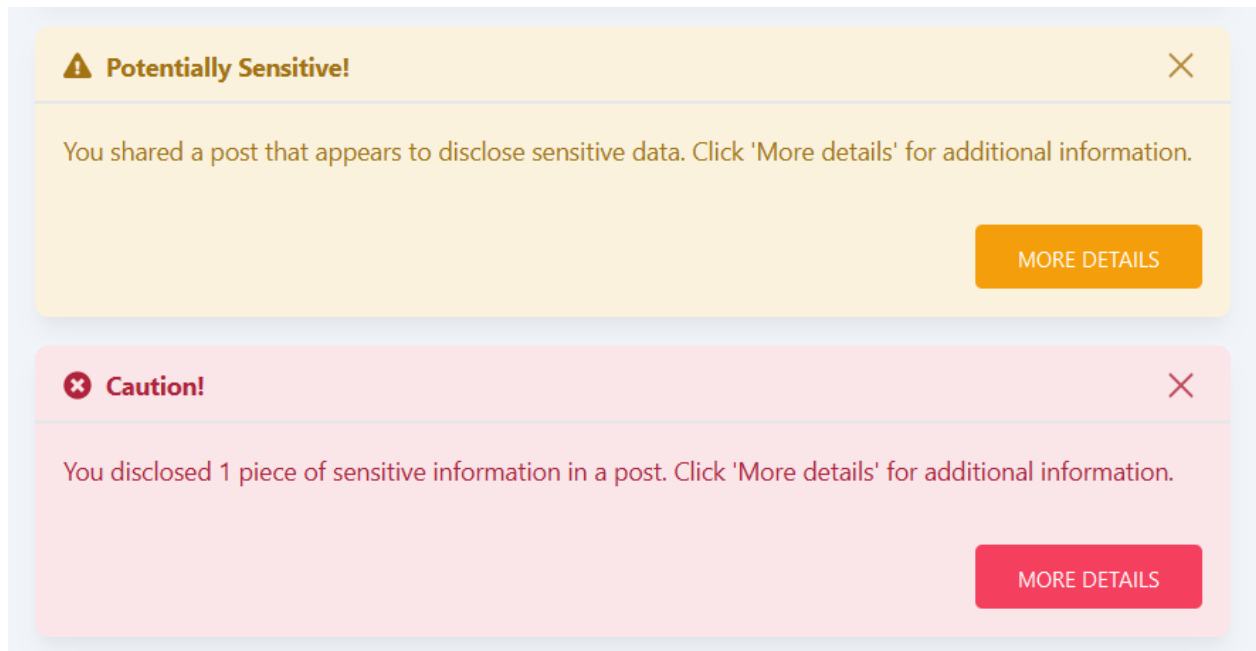 Potentially Sensitive!
You shared a post that appears to disclose sensitive data. Click 'More details' for additional information.
MORE DETAILS
Caution!
You disclosed 1 piece of sensitive information in a post. Click 'More details' for additional information.
MORE DETAILS